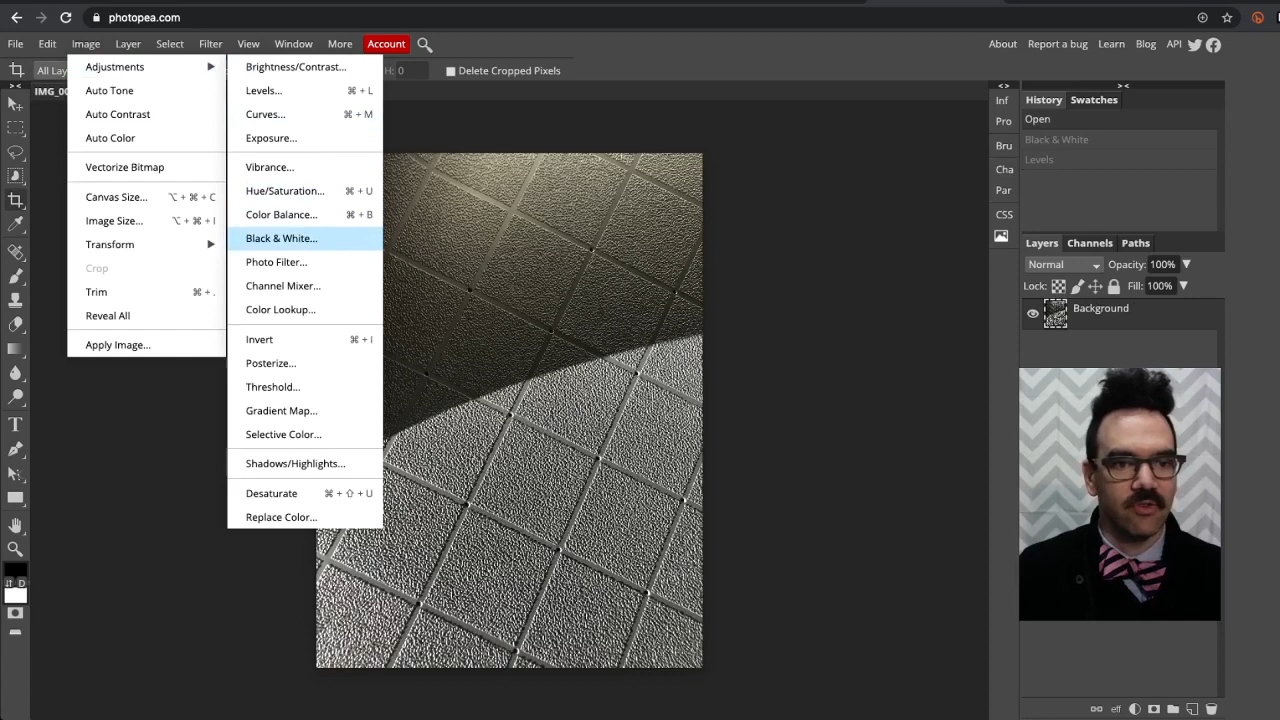 photopea.com
File Edit Image Layer Select Filter View Window More Account About Report a bug Learn Blog API
All Lay H: 0 Delete Cropped Pixels
IMG_00
Adjustments
Auto Tone
Auto Contrast
Auto Color
Vectorize Bitmap
Canvas Size... ⌥ + ⌘ + C
Image Size... ⌥ + ⌘ + I
Transform
Crop
Trim ⌘ + .
Reveal All
Apply Image...
Brightness/Contrast...
Levels... ⌘ + L
Curves... ⌘ + M
Exposure...
Vibrance...
Hue/Saturation... ⌘ + U
Color Balance... ⌘ + B
Black & White...
Photo Filter...
Channel Mixer...
Color Lookup...
Invert ⌘ + I
Posterize...
Threshold...
Gradient Map...
Selective Color...
Shadows/Highlights...
Desaturate ⌘ + ⇧ + U
Replace Color...
Inf
Pro
Bru
Cha
Par
CSS
History Swatches
Open
Black & White
Levels
Layers Channels Paths
Normal Opacity: 100%
Lock: Fill: 100%
Background
D
eff